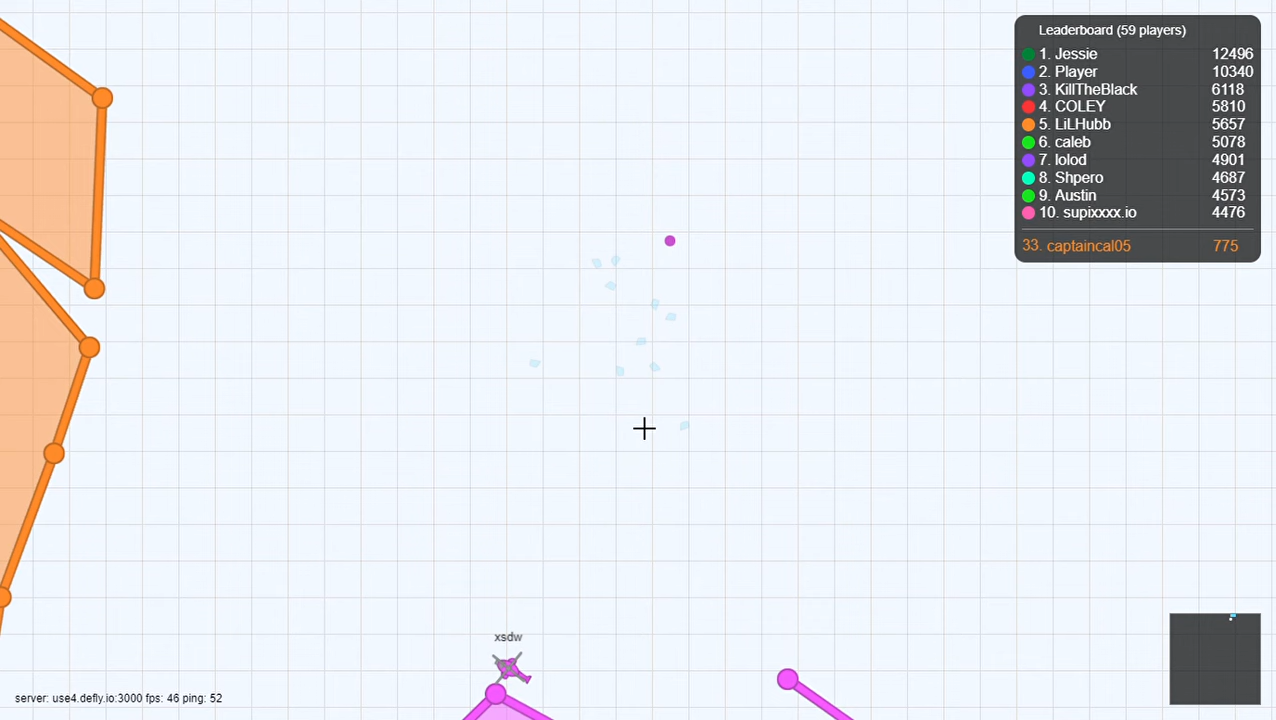 Leaderboard (59 players)
1. Jessie 12496
2. Player 10340
3. KillTheBlack 6118
4. COLEY 5810
5. LiLHubb 5657
6. caleb 5078
7. lolod 4901
8. Shpero 4687
9. Austin 4573
10. supixxxx.io 4476
33. captaincal05 775
xsdw
server: use4.defly.io:3000 fps: 46 ping: 52